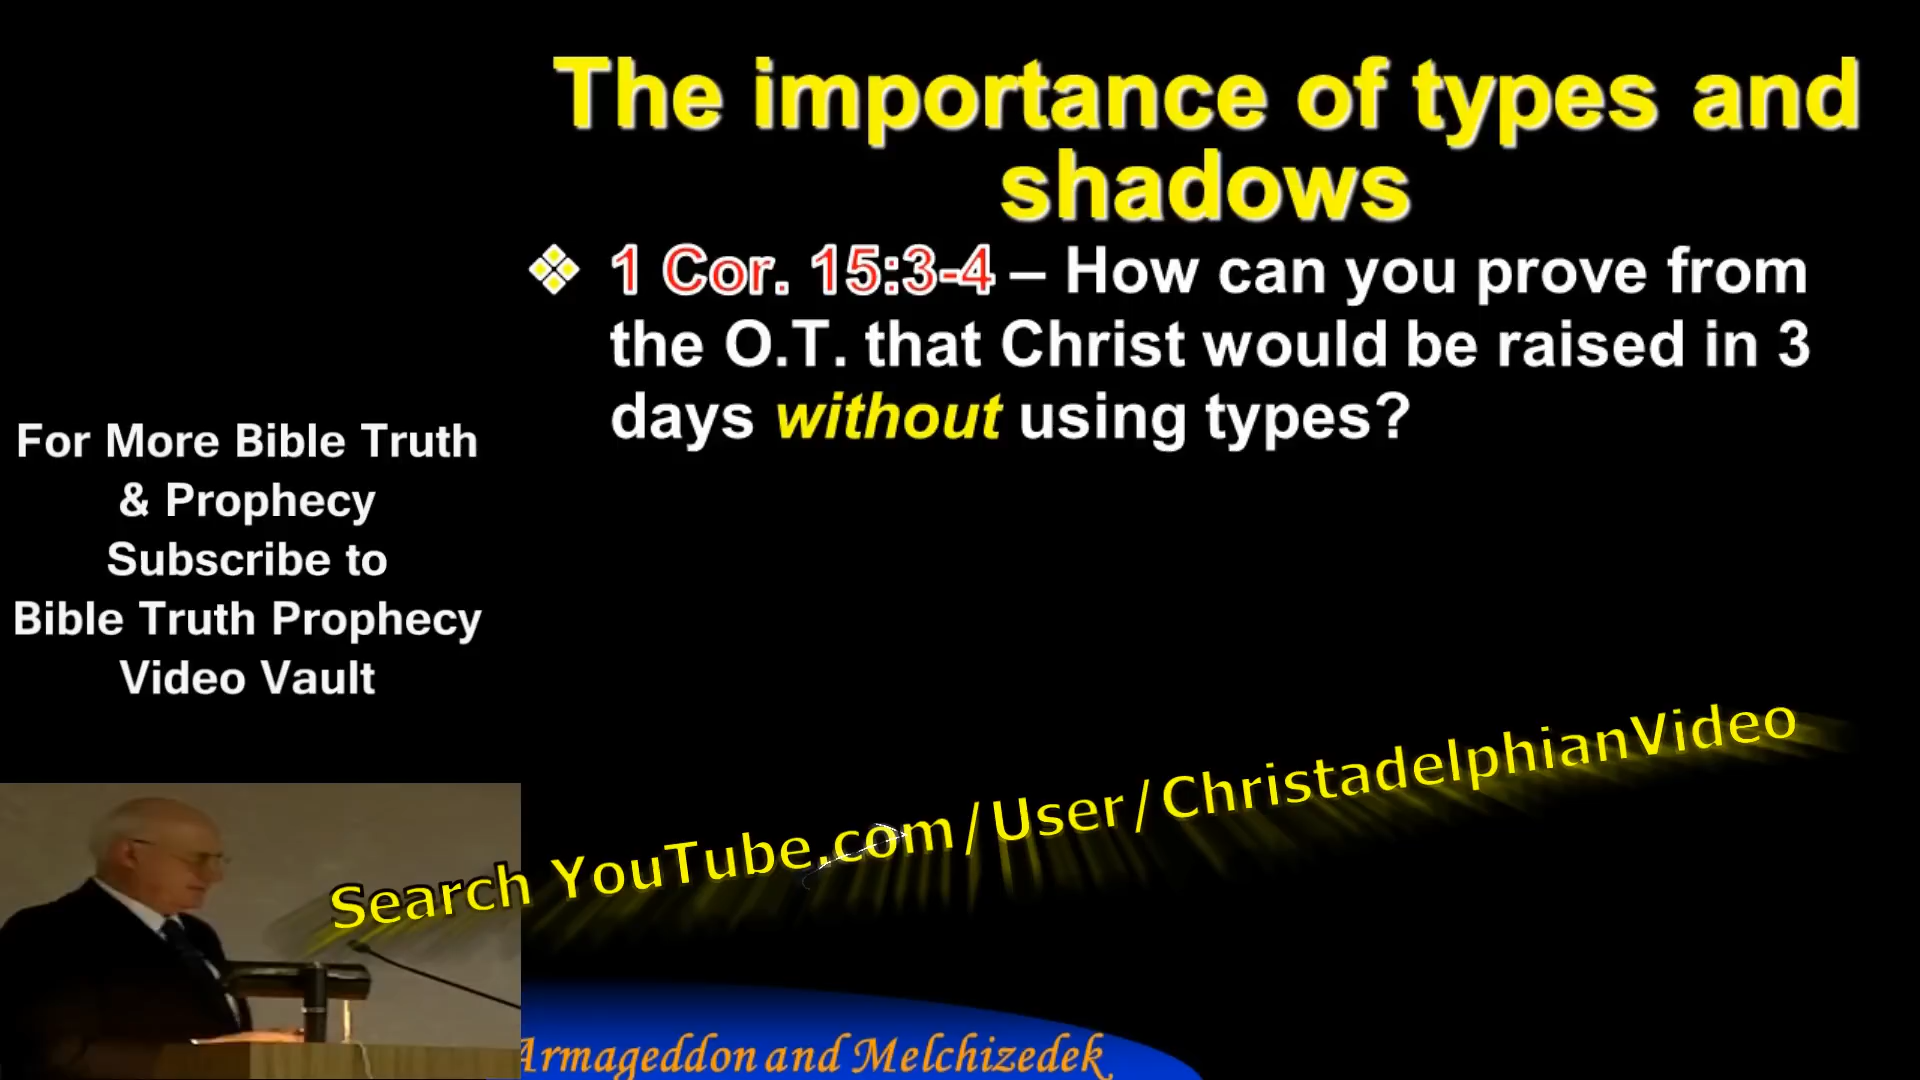 The importance of types and
shadows
1 Cor. 15:3-4 – How can you prove from
the O.T. that Christ would be raised in 3
days without using types?
For More Bible Truth
& Prophecy
Subscribe to
Bible Truth Prophecy
Video Vault
Search YouTube.com/User/ChristadelphianVideo
Armageddon and Melchizedek